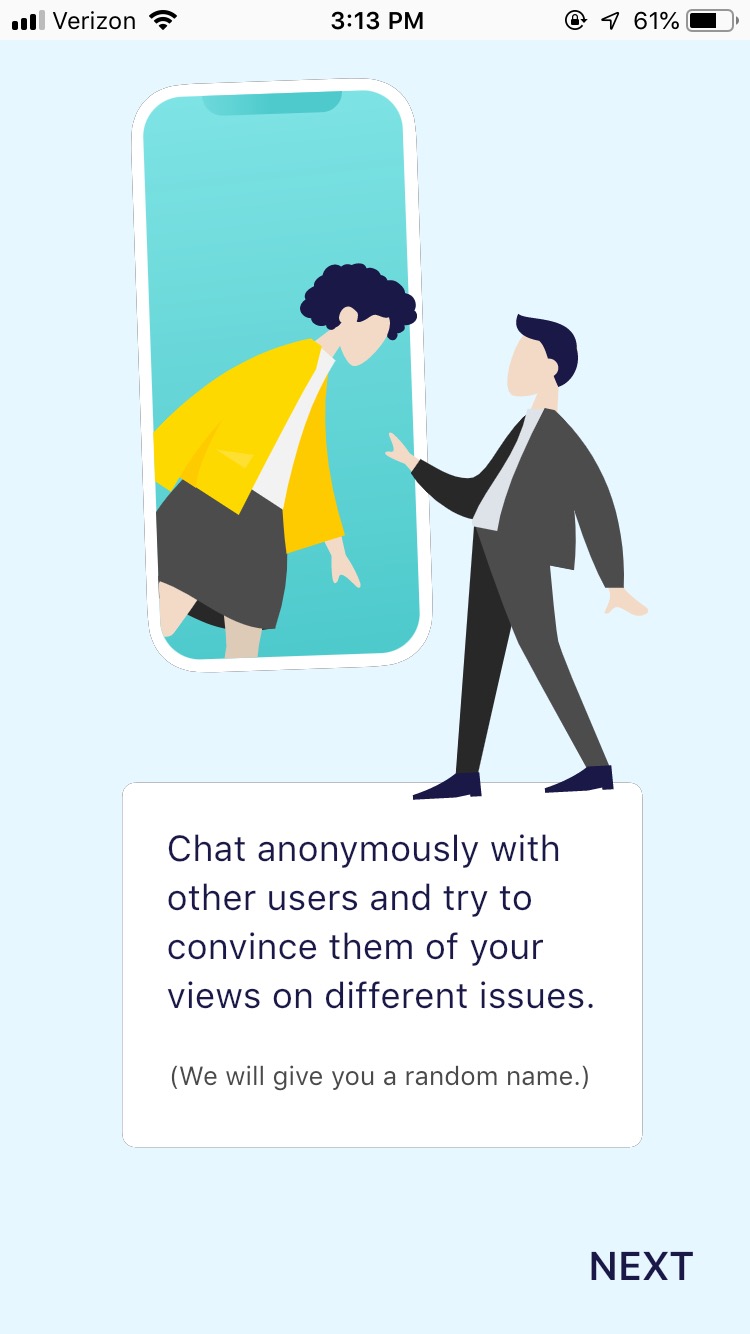 Verizon 3:13 PM 61%
Chat anonymously with
other users and try to
convince them of your
views on different issues.
(We will give you a random name.)
NEXT